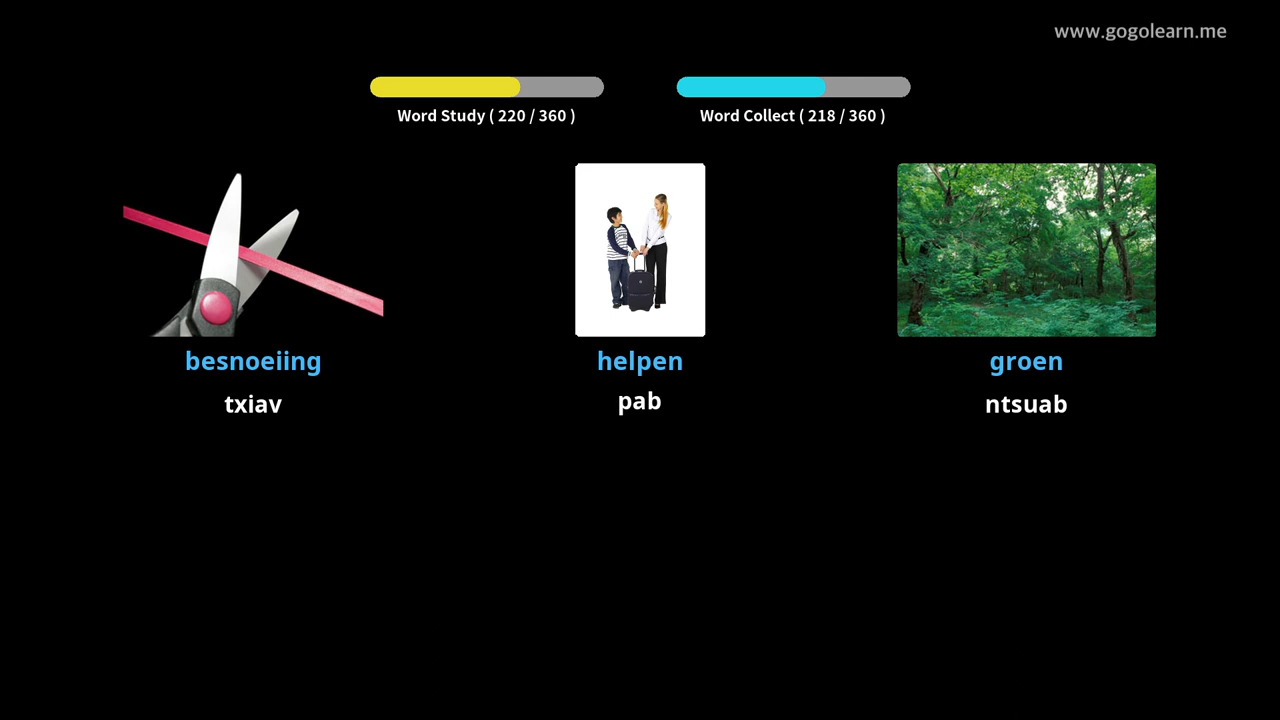 www.gogolearn.me
Word Study ( 220 / 360 )
Word Collect ( 218 / 360 )
besnoeiing
helpen
groen
txiav
pab
ntsuab